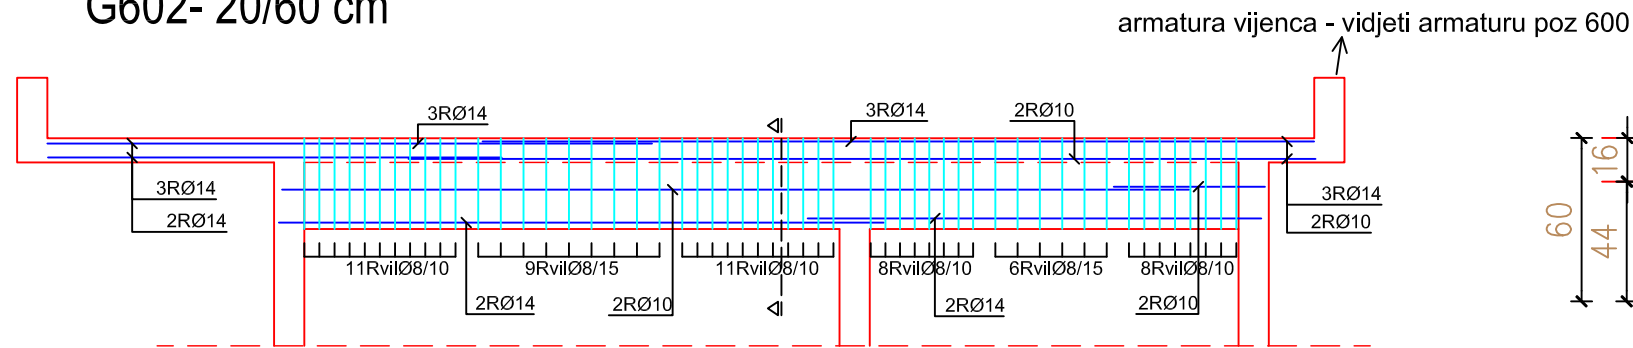 G602- 20/60 cm
armatura vijenca - vidjeti armaturu poz 600
3RØ14
3RØ14
2RØ10
3RØ14
2RØ14
3RØ14
2RØ10
11RvilØ8/10
9RvilØ8/15
11RvilØ8/10
8RvilØ8/10
6RvilØ8/15
8RvilØ8/10
2RØ14
2RØ10
2RØ14
2RØ10
60
16
44